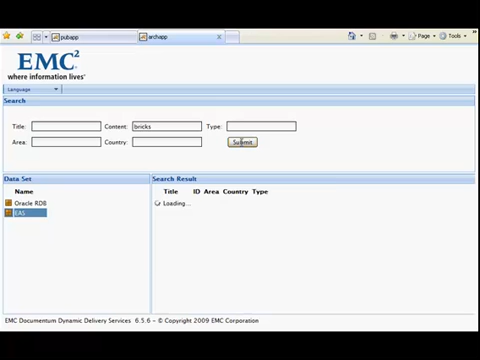 pubapp
archapp
Page
Tools
EMC²
where information lives®
Language
Search
Title: Content: bricks Type:
Area: Country: Submit
Data Set
Name
Oracle RDB
EAS
Search Result
Title ID Area Country Type
Loading...
EMC Documentum Dynamic Delivery Services 6.5.6 - © Copyright 2009 EMC Corporation